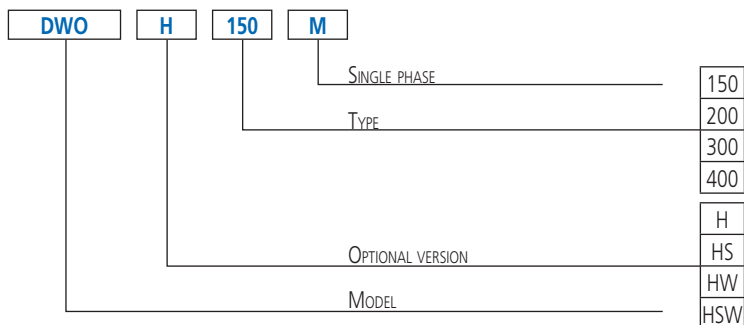 DWO H 150 M
SINGLE PHASE
150
TYPE
200
300
400
H
OPTIONAL VERSION
HS
HW
MODEL
HSW